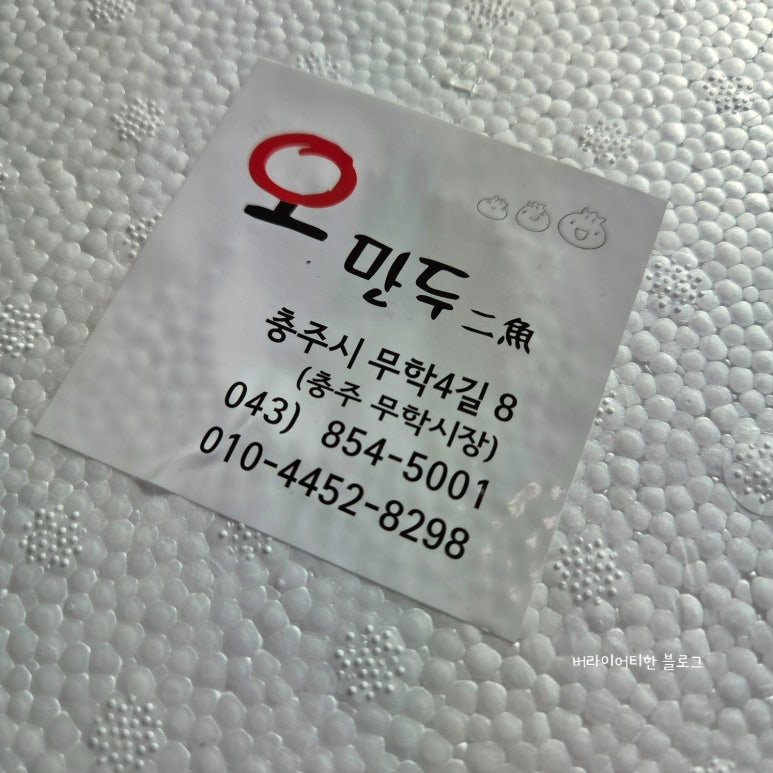 오
만두 二魚
충주시 무학4길 8
(충주 무학시장)
043) 854-5001
010-4452-8298
버라이어티한 블로그